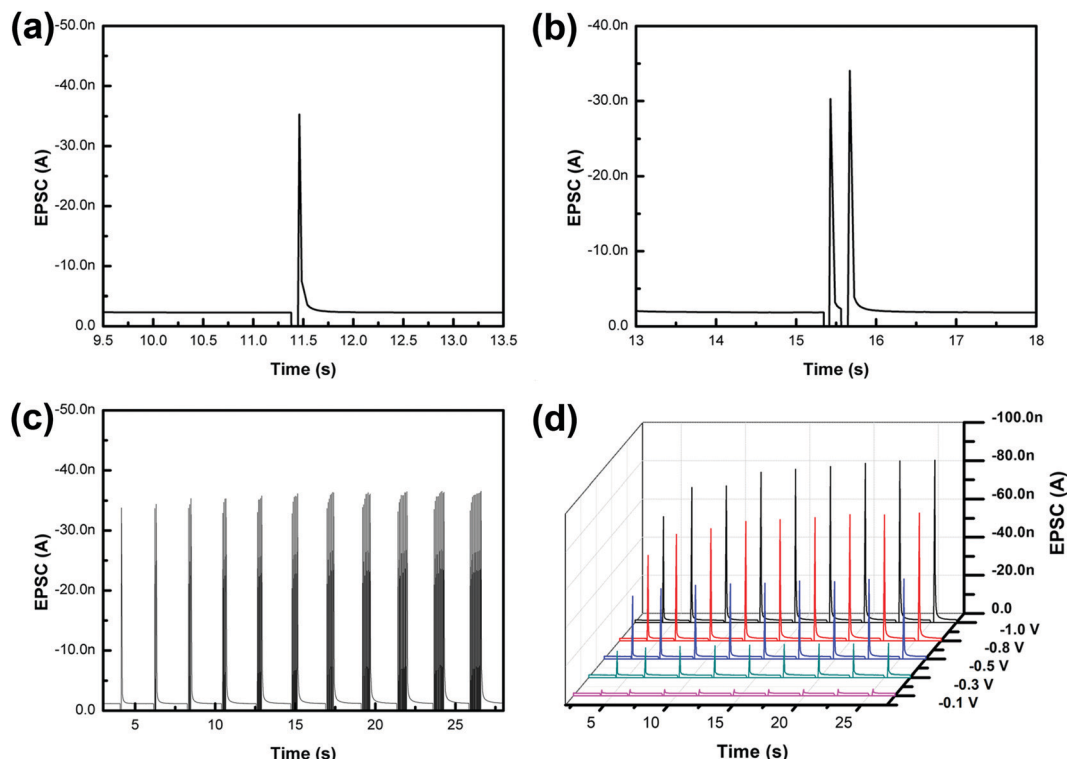 (a)
-50.0n
-40.0n
-30.0n
-20.0n
-10.0n
0.0
EPSC (A)
9.5 10.0 10.5 11.0 11.5 12.0 12.5 13.0 13.5
Time (s)
(b)
-40.0n
-30.0n
-20.0n
-10.0n
0.0
EPSC (A)
13 14 15 16 17 18
Time (s)
(c)
-50.0n
-40.0n
-30.0n
-20.0n
-10.0n
0.0
EPSC (A)
5 10 15 20 25
Time (s)
(d)
-100.0n
-80.0n
-60.0n
-40.0n
-20.0n
0.0
EPSC (A)
-1.0 V
-0.8 V
-0.5 V
-0.3 V
-0.1 V
5 10 15 20 25
Time (s)